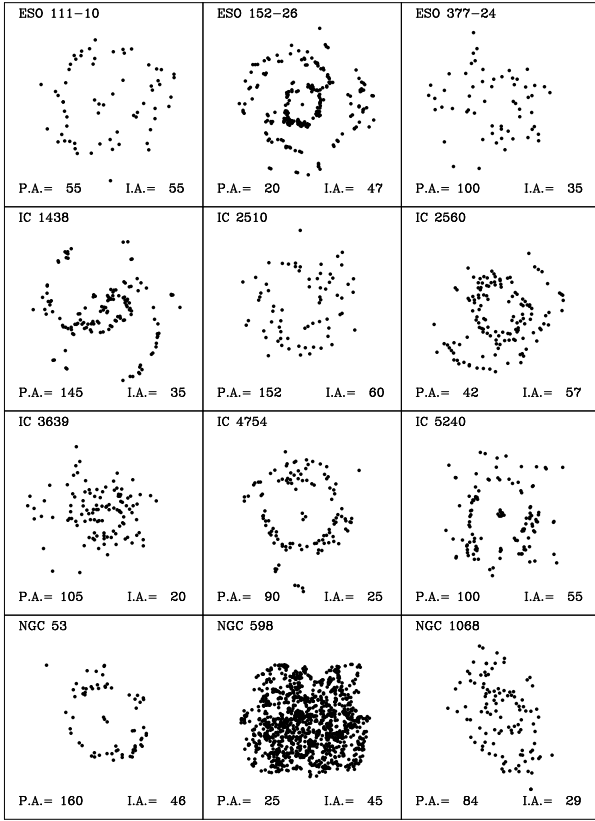 ESO 111-10
P.A.= 55 I.A.= 55
ESO 152-26
P.A.= 20 I.A.= 47
ESO 377-24
P.A.= 100 I.A.= 35
IC 1438
P.A.= 145 I.A.= 35
IC 2510
P.A.= 152 I.A.= 60
IC 2560
P.A.= 42 I.A.= 57
IC 3639
P.A.= 105 I.A.= 20
IC 4754
P.A.= 90 I.A.= 25
IC 5240
P.A.= 100 I.A.= 55
NGC 53
P.A.= 160 I.A.= 46
NGC 598
P.A.= 25 I.A.= 45
NGC 1068
P.A.= 84 I.A.= 29